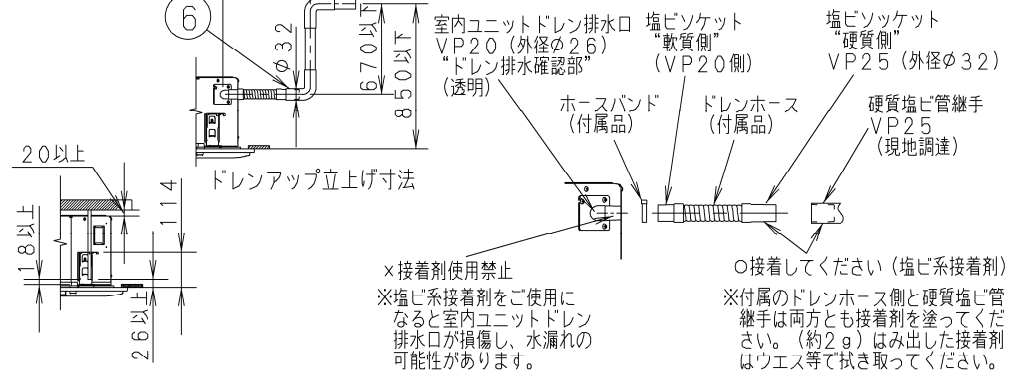 6
φ32
670以下
850以下
ドレンアップ立上げ寸法
20以上
114
18以上
26以上
室内ユニットドレン排水口
VP20（外径φ26）
“ドレン排水確認部”
（透明）
塩ビソケット
“軟質側”
（VP20側）
塩ビソッケット
“硬質側”
VP25（外径φ32）
ホースバンド
（付属品）
ドレンホース
（付属品）
硬質塩ビ管継手
VP25
（現地調達）
×接着剤使用禁止
※塩ビ系接着剤をご使用に
なると室内ユニットドレン
排水口が損傷し、水漏れの
可能性があります。
○接着してください（塩ビ系接着剤）
※付属のドレンホース側と硬質塩ビ管
継手は両方とも接着剤を塗ってくだ
さい。（約2g）はみ出した接着剤
はウエス等で拭き取ってください。